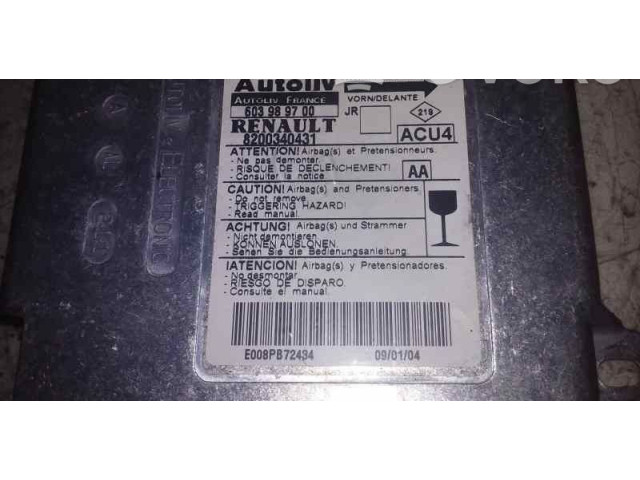 Autoliv
AUTOLIV FRANCE
VORN/DELANTE
603 98 97 00
JR
21S
RENAULT
ACU4
8200340431
ATTENTION! Airbag(s) et Pretensionneurs.
- Ne pas demonter.
- RISQUE DE DECLENCHEMENT!
- Consulter la notice.
AA
CAUTION! Airbag(s) and Pretensioners
- Do not remove.
- TRIGGERING HAZARD!
- Read manual.
ACHTUNG! Airbag(s) und Strammer
- Nicht demontieren.
- KONNEN AUSLONEN.
- Sehen Sie die Bedienungsanleitung.
!ATENCION! Airbag(s) y Pretensionadores.
- No desmontar.
- RIESGO DE DISPARO.
- Consulte el manual.
E008PB72434
09/01/04